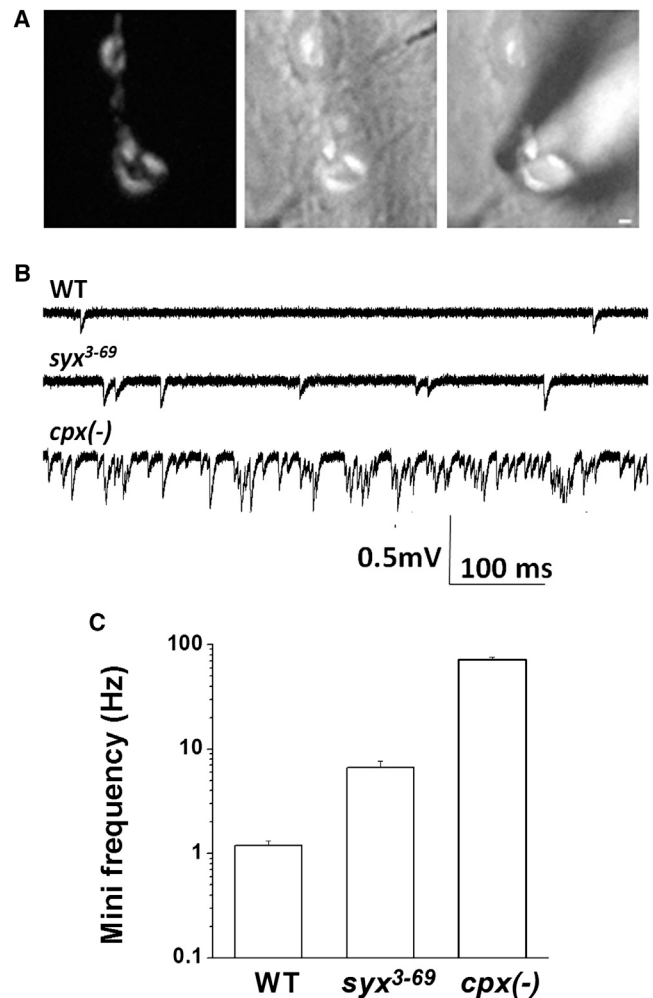 A
B
WT
syx3-69
cpx(-)
0.5mV
100 ms
C
Mini frequency (Hz)
100
10
1
0.1
WT
syx3-69
cpx(-)